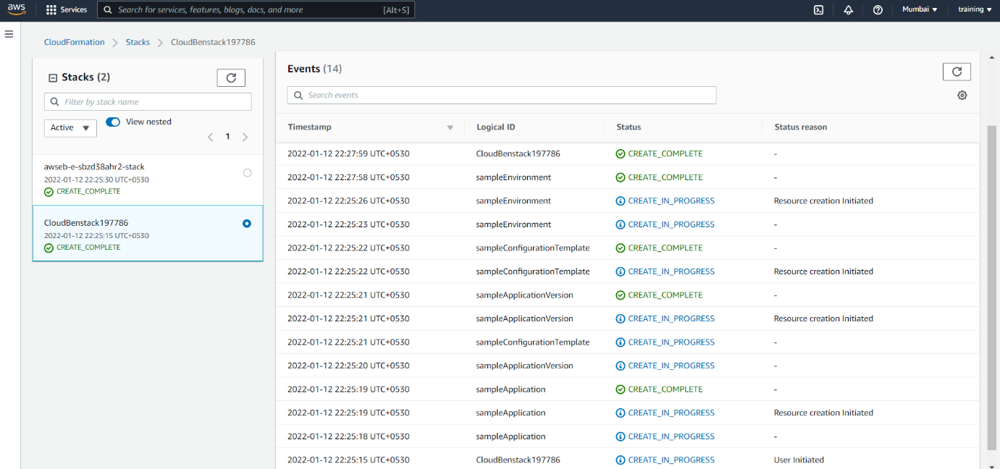 aws
Services
Search for services, features, blogs, docs, and more [Alt+S]
Mumbai
training
CloudFormation
Stacks
CloudBenstack197786
Stacks (2)
Filter by stack name
Active
View nested
1
awseb-e-sbzd38ahr2-stack
2022-01-12 22:25:30 UTC+0530
CREATE_COMPLETE
CloudBenstack197786
2022-01-12 22:25:15 UTC+0530
CREATE_COMPLETE
Events (14)
Search events
Timestamp Logical ID Status Status reason
2022-01-12 22:27:59 UTC+0530 CloudBenstack197786 CREATE_COMPLETE -
2022-01-12 22:27:58 UTC+0530 sampleEnvironment CREATE_COMPLETE -
2022-01-12 22:25:26 UTC+0530 sampleEnvironment CREATE_IN_PROGRESS Resource creation Initiated
2022-01-12 22:25:23 UTC+0530 sampleEnvironment CREATE_IN_PROGRESS -
2022-01-12 22:25:22 UTC+0530 sampleConfigurationTemplate CREATE_COMPLETE -
2022-01-12 22:25:22 UTC+0530 sampleConfigurationTemplate CREATE_IN_PROGRESS Resource creation Initiated
2022-01-12 22:25:21 UTC+0530 sampleApplicationVersion CREATE_COMPLETE -
2022-01-12 22:25:21 UTC+0530 sampleApplicationVersion CREATE_IN_PROGRESS Resource creation Initiated
2022-01-12 22:25:21 UTC+0530 sampleConfigurationTemplate CREATE_IN_PROGRESS -
2022-01-12 22:25:20 UTC+0530 sampleApplicationVersion CREATE_IN_PROGRESS -
2022-01-12 22:25:19 UTC+0530 sampleApplication CREATE_COMPLETE -
2022-01-12 22:25:19 UTC+0530 sampleApplication CREATE_IN_PROGRESS Resource creation Initiated
2022-01-12 22:25:18 UTC+0530 sampleApplication CREATE_IN_PROGRESS -
2022-01-12 22:25:15 UTC+0530 CloudBenstack197786 CREATE_IN_PROGRESS User Initiated